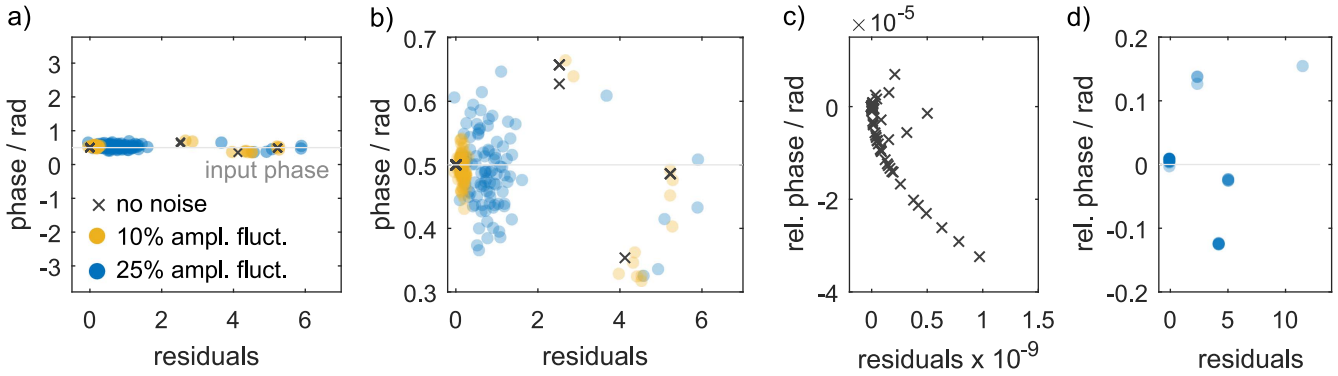 a)
phase / rad
3
2
1
0
-1
-2
-3
input phase
× no noise
10% ampl. fluct.
25% ampl. fluct.
0 2 4 6
residuals
b)
phase / rad
0.7
0.6
0.5
0.4
0.3
0 2 4 6
residuals
c)
× 10-5
rel. phase / rad
0
-2
-4
0 0.5 1 1.5
residuals x 10-9
d)
rel. phase / rad
0.2
0.1
0
-0.1
-0.2
0 5 10
residuals